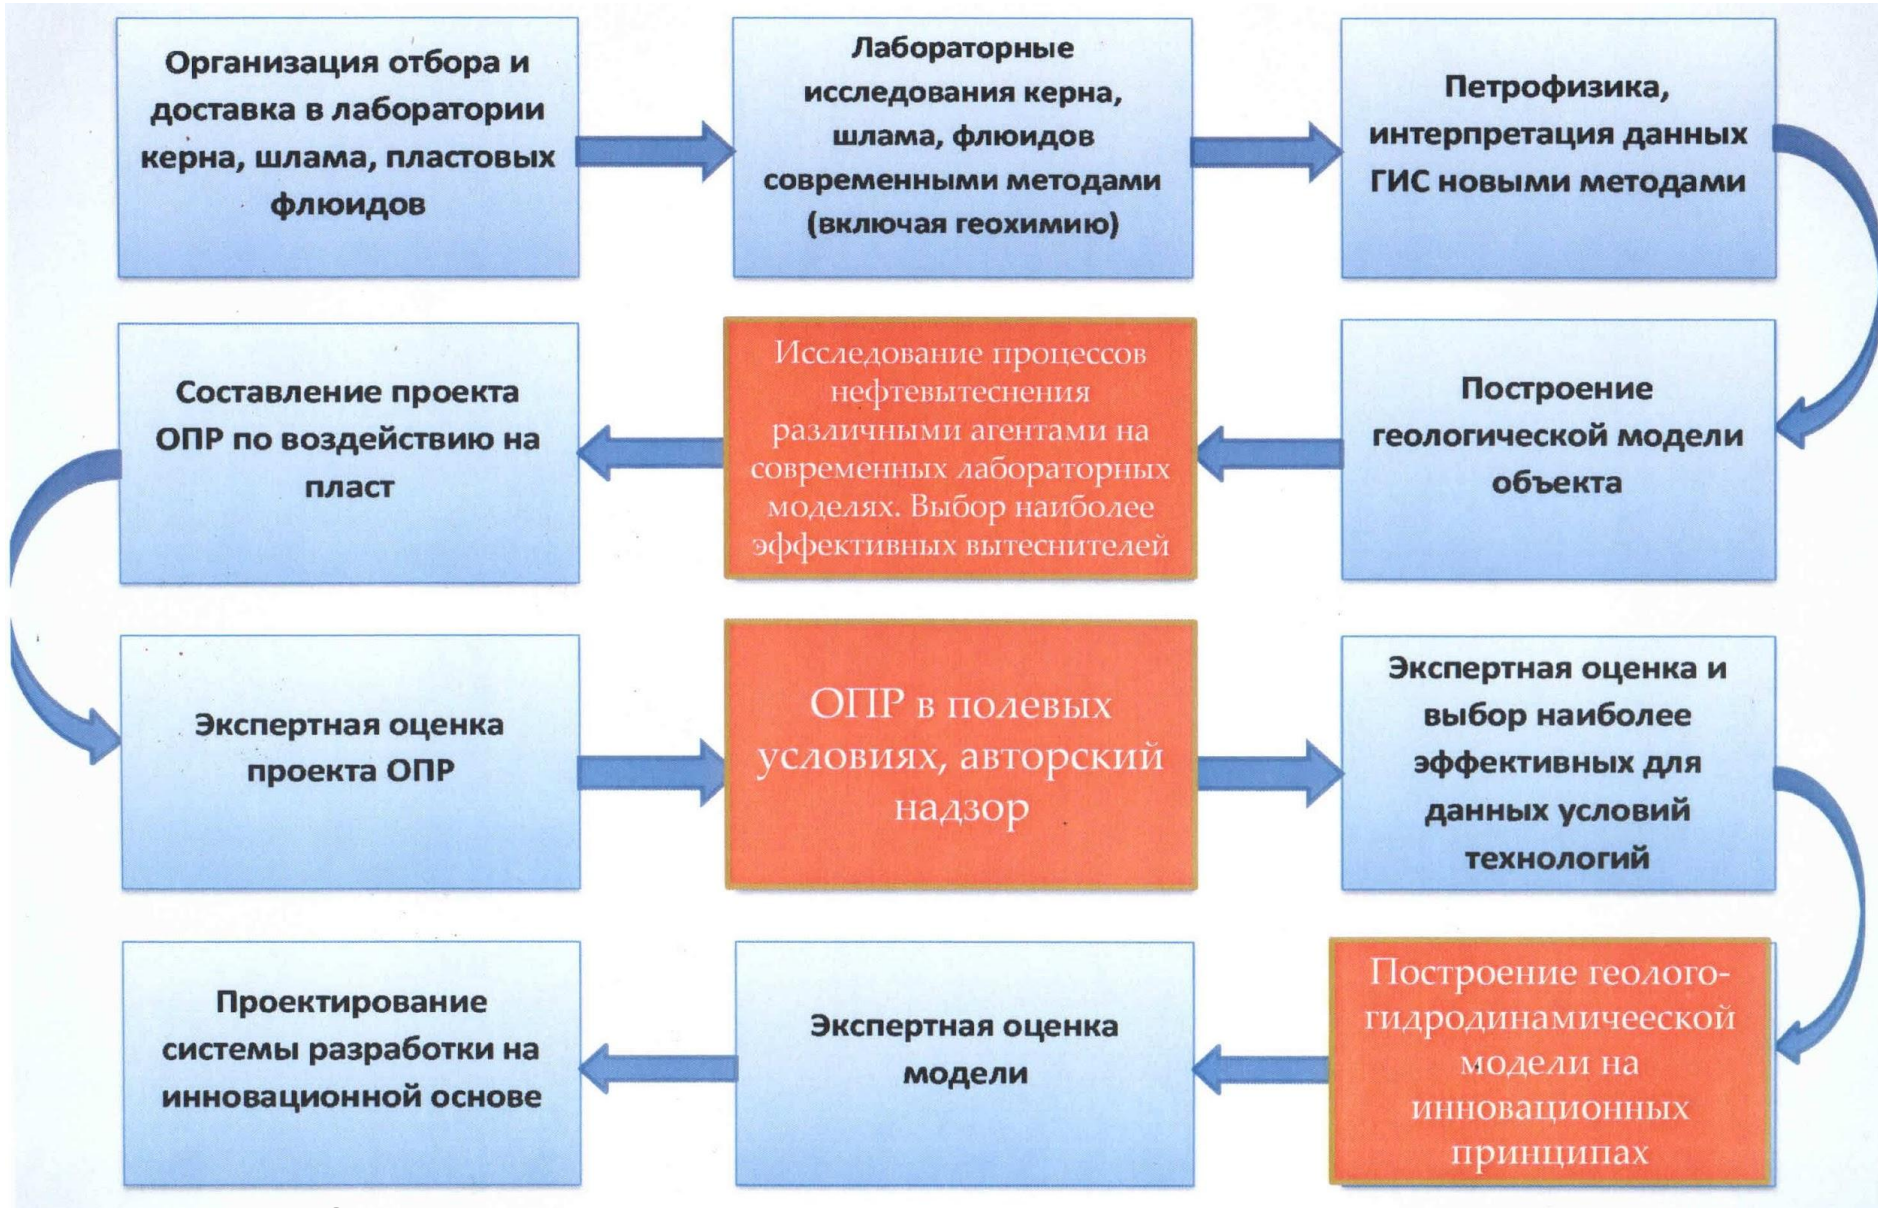 Организация отбора и
доставка в лаборатории
керна, шлама, пластовых
флюидов
Лабораторные
исследования керна,
шлама, флюидов
современными методами
(включая геохимию)
Петрофизика,
интерпретация данных
ГИС новыми методами
Составление проекта
ОПР по воздействию на
пласт
Исследование процессов
нефтевытеснения
различными агентами на
современных лабораторных
моделях. Выбор наиболее
эффективных вытеснителей
Построение
геологической модели
объекта
Экспертная оценка
проекта ОПР
ОПР в полевых
условиях, авторский
надзор
Экспертная оценка и
выбор наиболее
эффективных для
данных условий
технологий
Проектирование
системы разработки на
инновационной основе
Экспертная оценка
модели
Построение геолого-
гидродинамичееской
модели на
инновационных
принципах